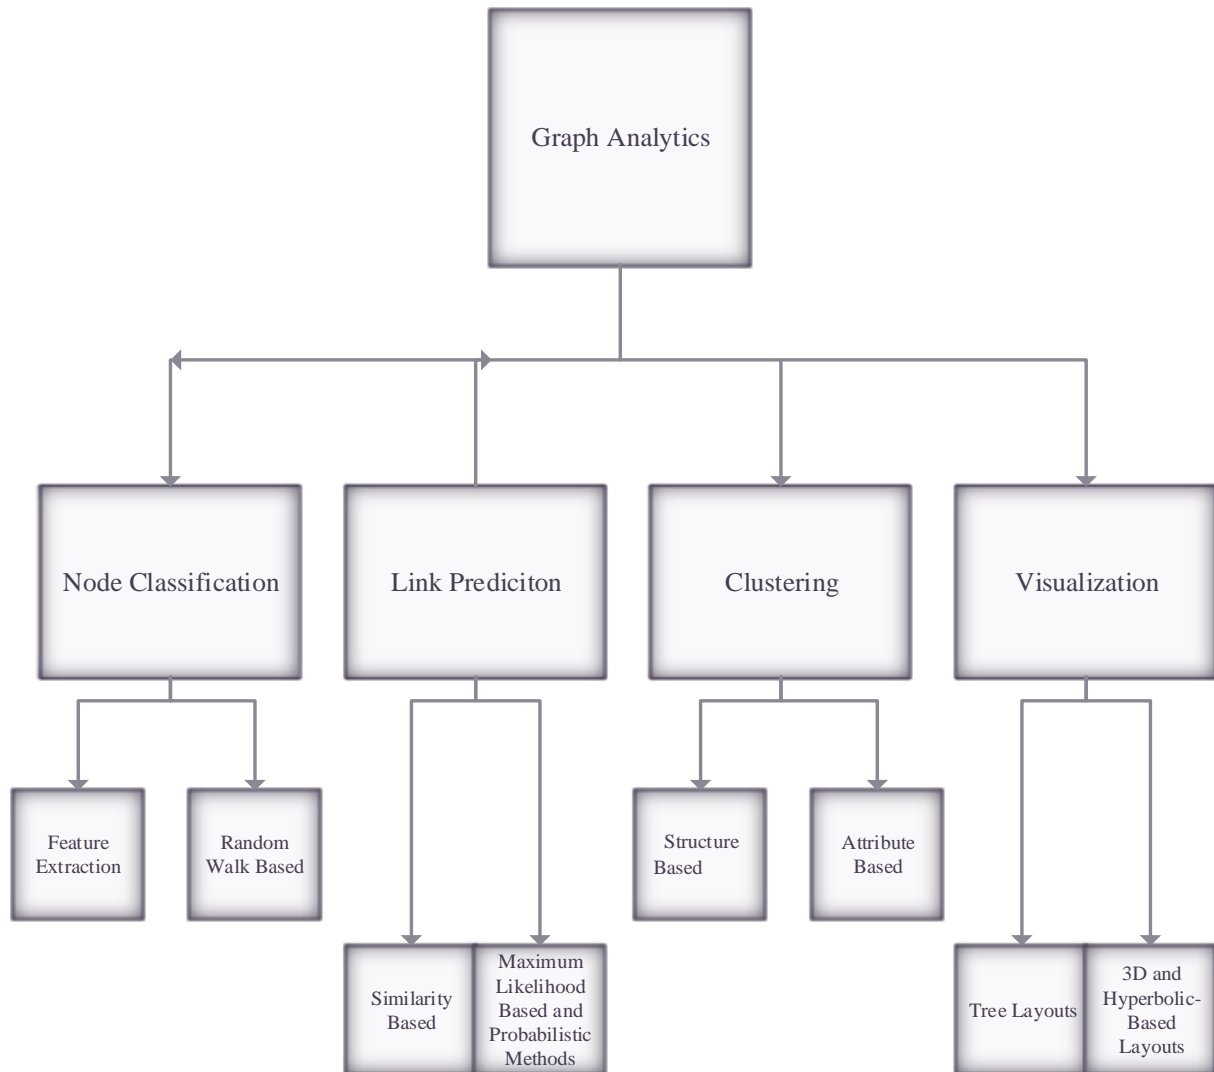 Graph Analytics
Node Classification
Link Prediciton
Clustering
Visualization
Feature
Extraction
Random
Walk Based
Structure
Based
Attribute
Based
Similarity
Based
Maximum
Likelihood
Based and
Probabilistic
Methods
Tree Layouts
3D and
Hyperbolic-
Based
Layouts